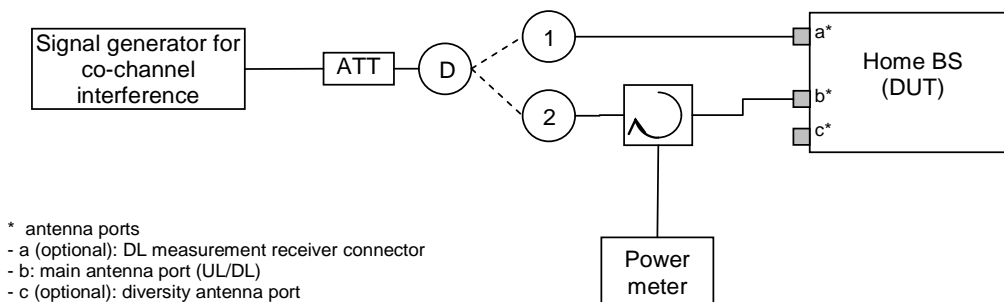 Signal generator for
co-channel
interference
ATT
D
1
2
a*
b*
c*
Home BS
(DUT)
Power
meter
* antenna ports
- a (optional): DL measurement receiver connector
- b: main antenna port (UL/DL)
- c (optional): diversity antenna port